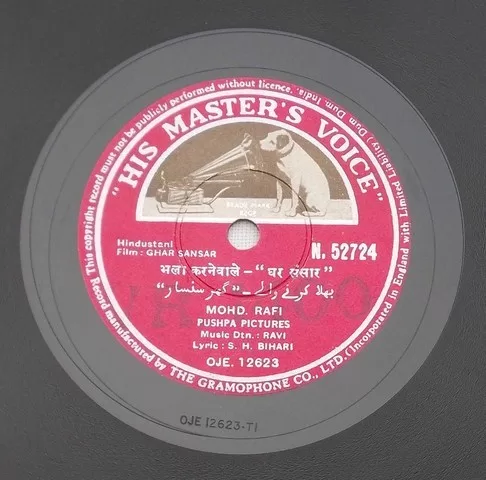 This copyright record must not be publicly performed without licence.
"HIS MASTER'S VOICE"
TRADE MARK
Hindustani
Film : GHAR SANSAR
N. 52724
भला करनेवाले - "घर संसार"
بھلا کرنے والے - "گھر سنسار"
MOHD. RAFI
PUSHPA PICTURES
Music Dtn. : RAVI
Lyric : S. H. BIHARI
OJE. 12623
Record manufactured by THE GRAMOPHONE CO., LTD. (Incorporated in England with Limited Liability) Dum Dum, India.
OJE 12623-T1